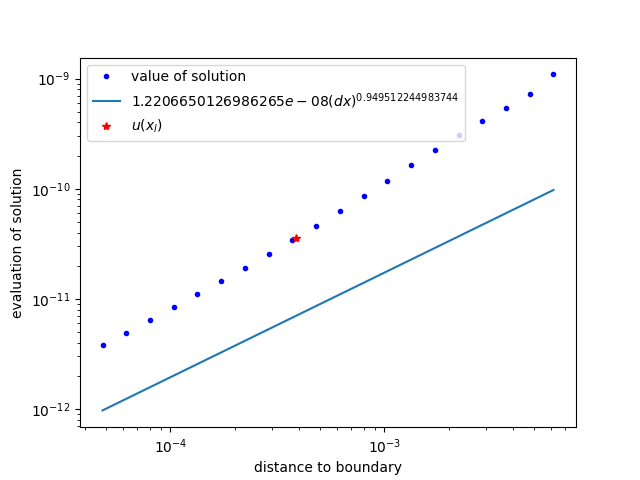 value of solution
1.2206650126986265e − 08(dx)^0.949512244983744
u(x_l)
evaluation of solution
10^−9
10^−10
10^−11
10^−12
10^−4
10^−3
distance to boundary